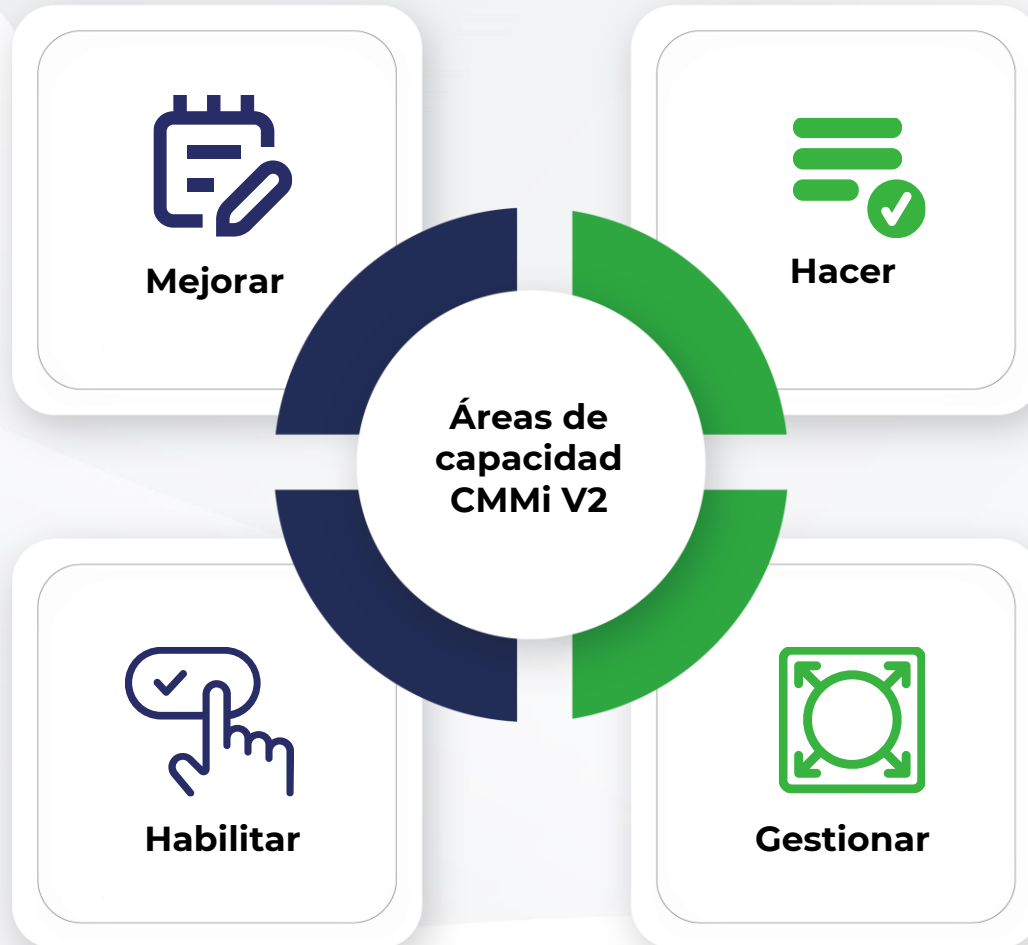 Mejorar
Hacer
Áreas de
capacidad
CMMi V2
Habilitar
Gestionar